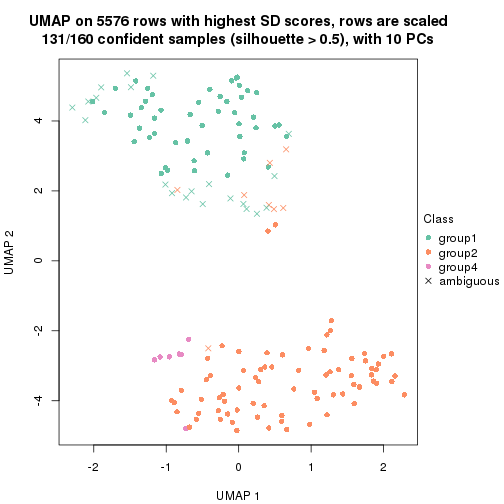 UMAP on 5576 rows with highest SD scores, rows are scaled
131/160 confident samples (silhouette > 0.5), with 10 PCs
4
2
0
-2
-4
UMAP 2
-2
-1
0
1
2
UMAP 1
Class
group1
group2
group4
ambiguous